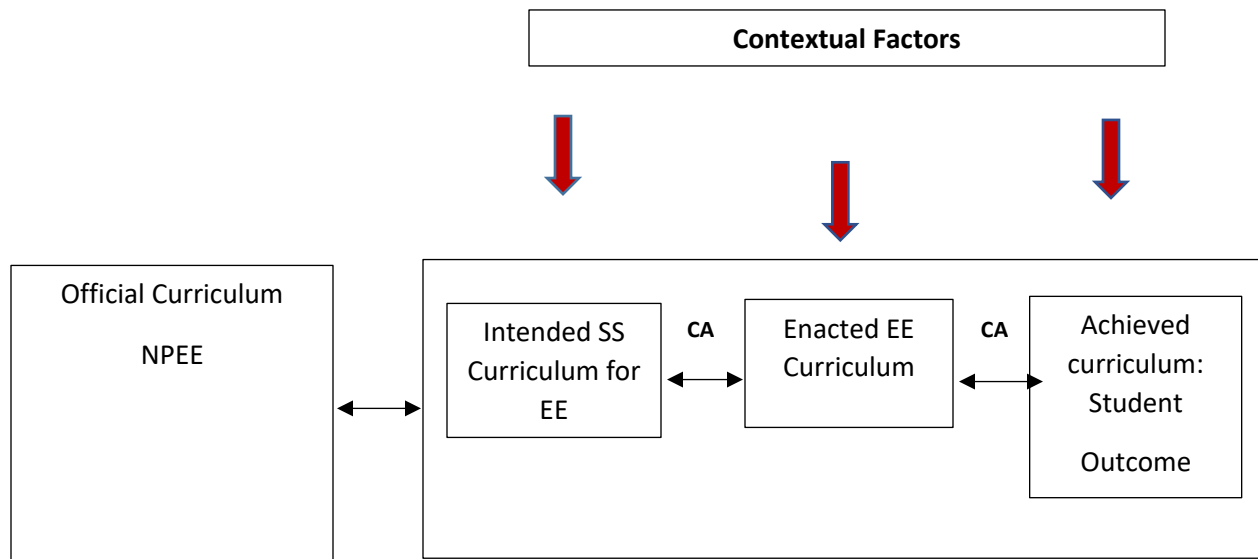 Contextual Factors
Official Curriculum
NPEE
Intended SS
Curriculum for
EE
CA
Enacted EE
Curriculum
CA
Achieved
curriculum:
Student
Outcome